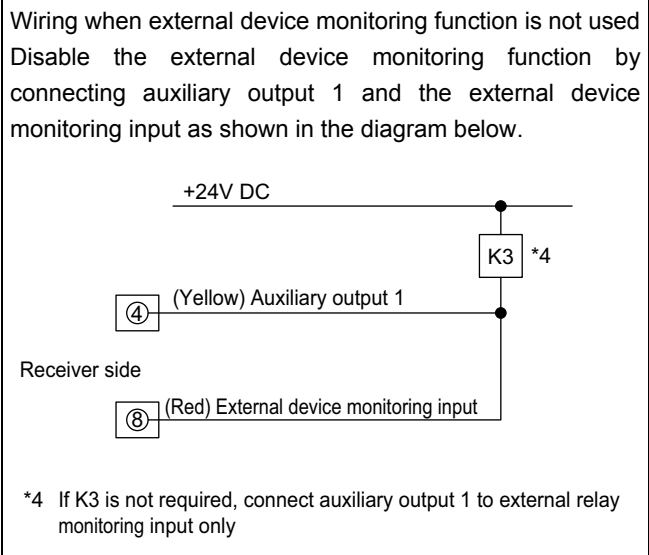 Wiring when external device monitoring function is not used
Disable the external device monitoring function by
connecting auxiliary output 1 and the external device
monitoring input as shown in the diagram below.
+24V DC
K3 *4
④ (Yellow) Auxiliary output 1
Receiver side
⑧ (Red) External device monitoring input
*4 If K3 is not required, connect auxiliary output 1 to external relay
monitoring input only